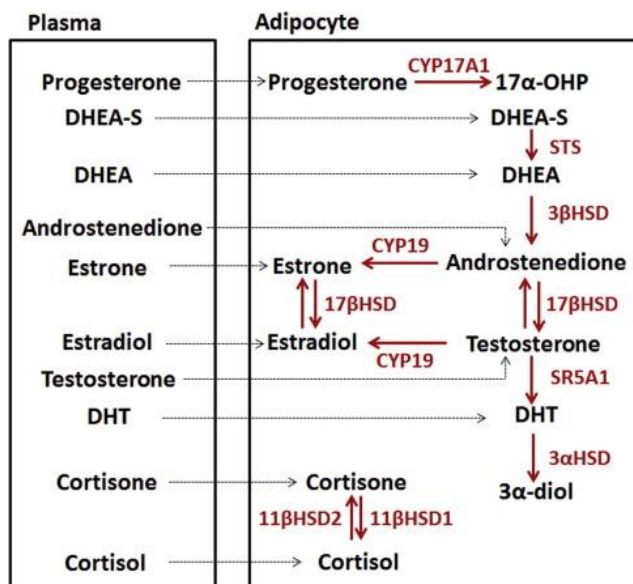 Plasma
Adipocyte
Progesterone Progesterone CYP17A1 17α-OHP
DHEA-S DHEA-S
STS
DHEA DHEA
3βHSD
Androstenedione
CYP19
Estrone Estrone Androstenedione
17βHSD 17βHSD
Estradiol Estradiol Testosterone
CYP19
Testosterone
SR5A1
DHT DHT
3αHSD
Cortisone Cortisone 3α-diol
11βHSD2 11βHSD1
Cortisol Cortisol